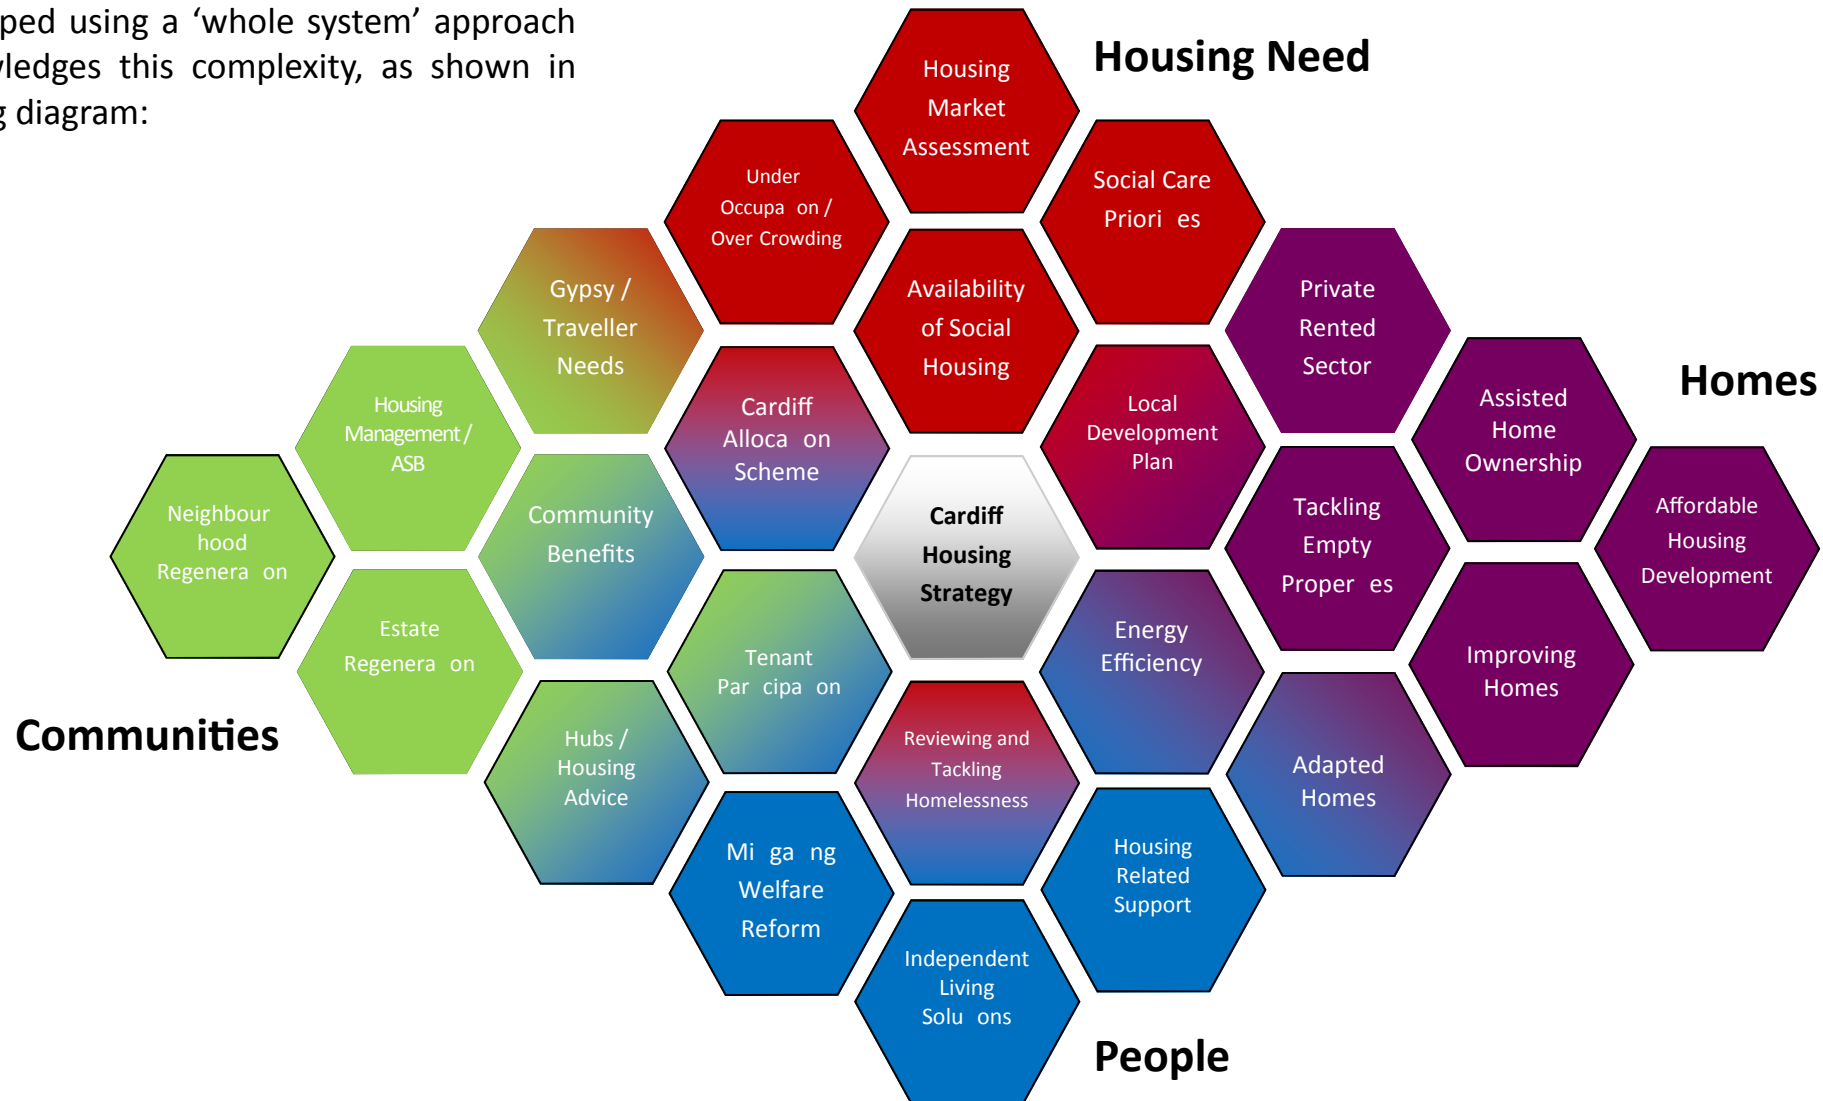 ped using a ‘whole system’ approach
ledges this complexity, as shown in
g diagram:
Housing Need
Housing
Market
Assessment
Under
Occupa on /
Over Crowding
Social Care
Priori es
Gypsy /
Traveller
Needs
Availability
of Social
Housing
Private
Rented
Sector
Homes
Housing
Management /
ASB
Cardiff
Alloca on
Scheme
Local
Development
Plan
Assisted
Home
Ownership
Neighbour
hood
Regenera on
Community
Benefits
Cardiff
Housing
Strategy
Tackling
Empty
Proper es
Affordable
Housing
Development
Estate
Regenera on
Tenant
Par cipa on
Energy
Efficiency
Improving
Homes
Communities
Hubs /
Housing
Advice
Reviewing and
Tackling
Homelessness
Adapted
Homes
Mi ga ng
Welfare
Reform
Housing
Related
Support
Independent
Living
Solu ons
People